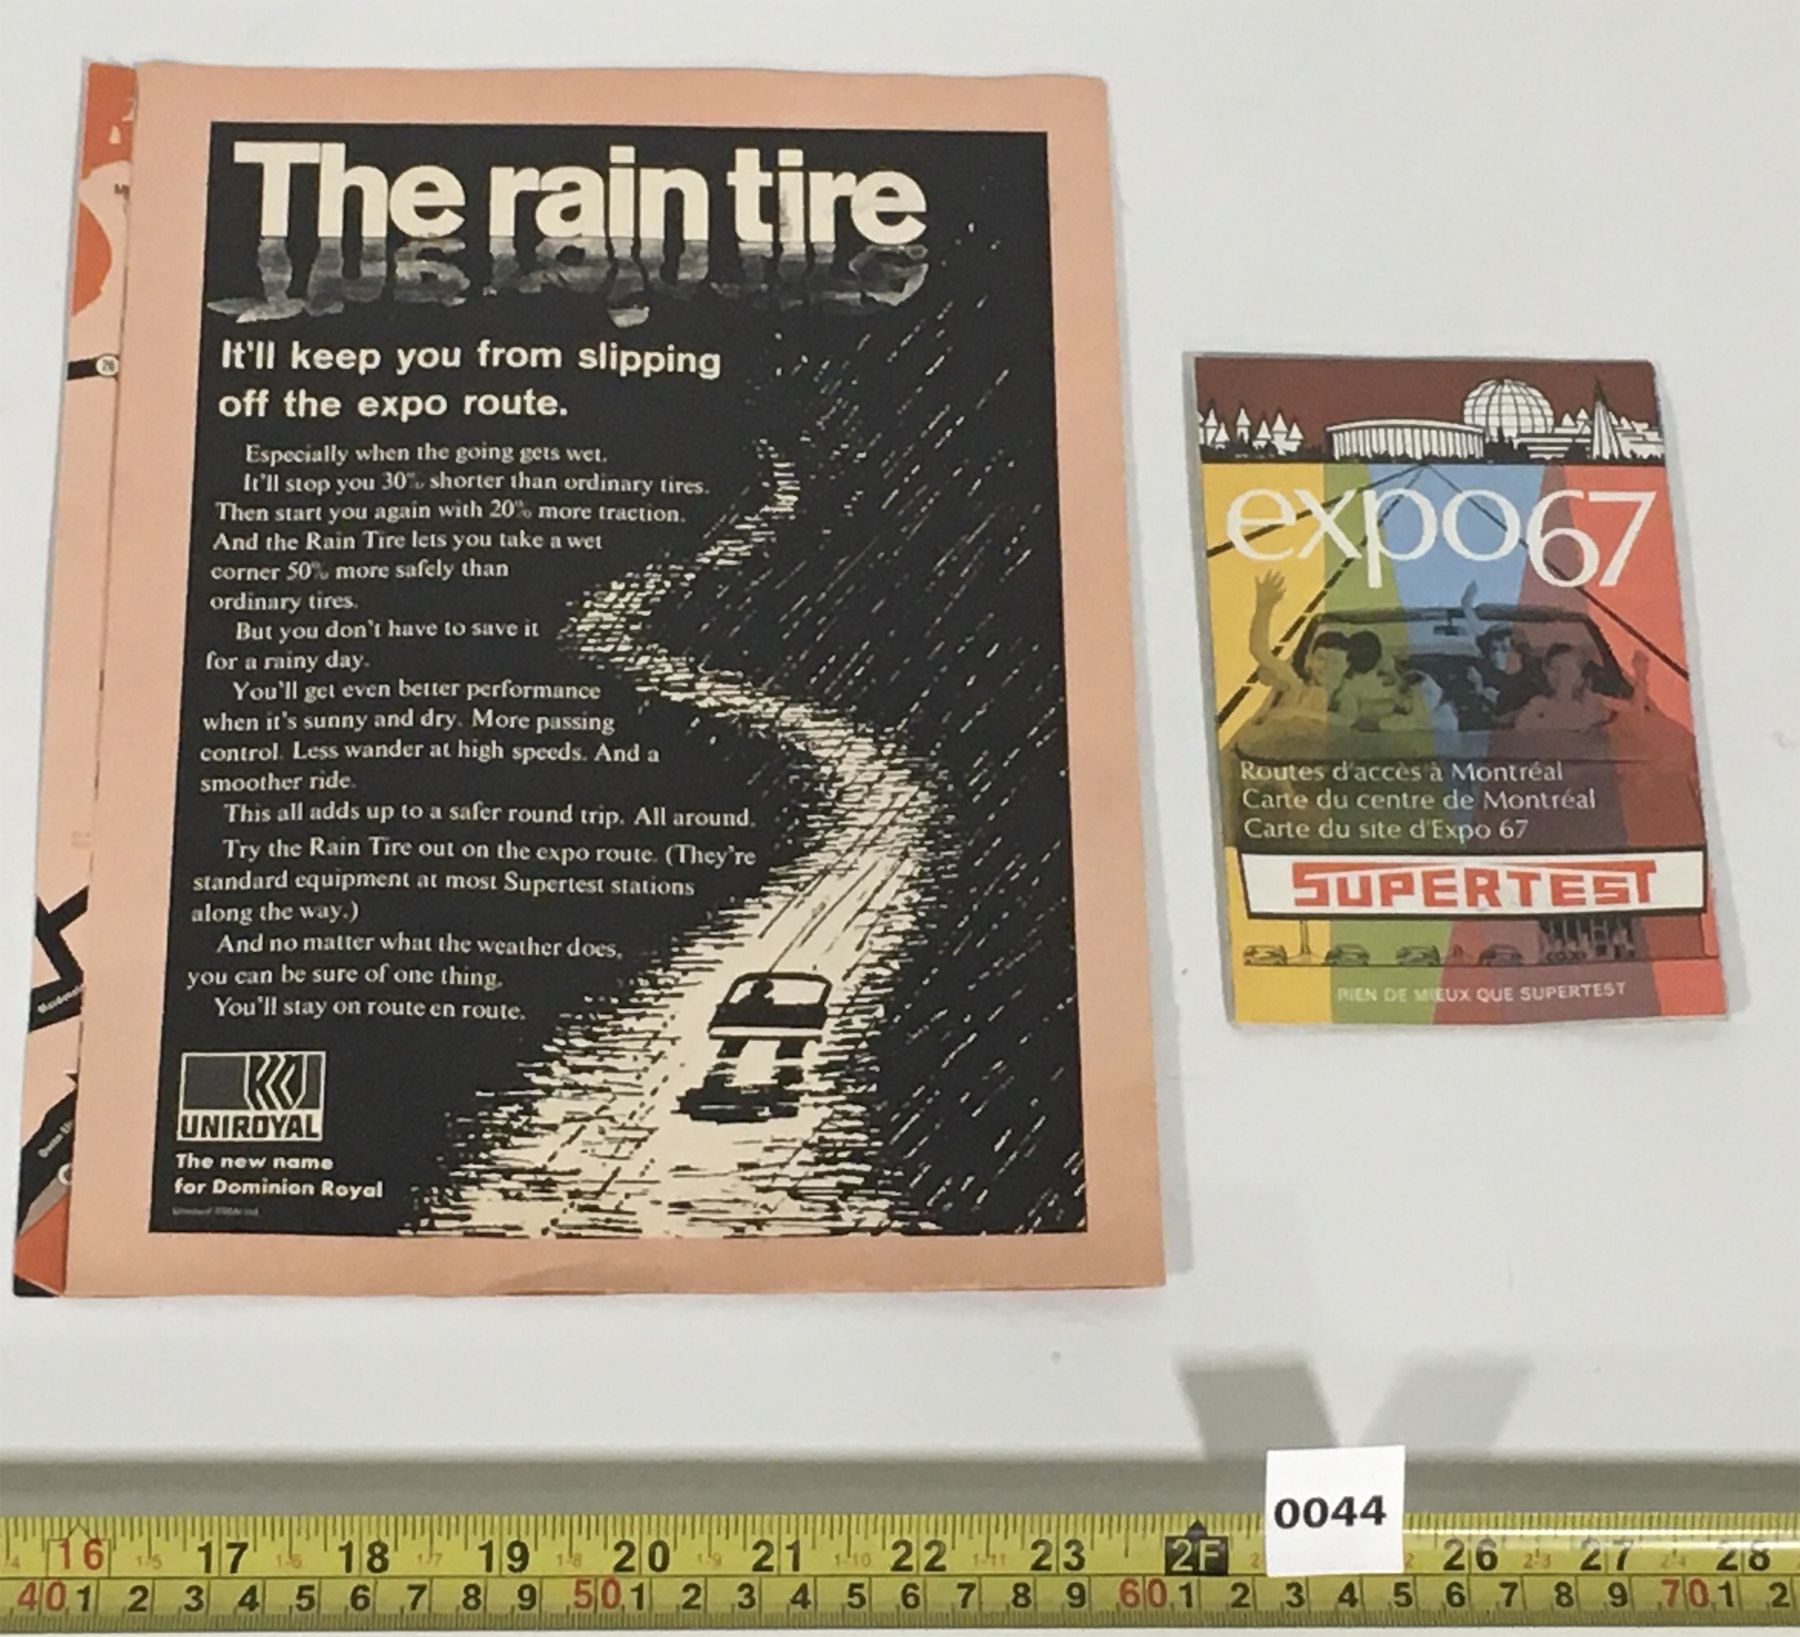 The rain tire
It'll keep you from slipping
off the expo route.
Especially when the going gets wet.
It'll stop you 30% shorter than ordinary tires.
Then start you again with 20% more traction.
And the Rain Tire lets you take a wet
corner 50% more safely than
ordinary tires.
But you don't have to save it
for a rainy day.
You'll get even better performance
when it's sunny and dry. More passing
control. Less wander at high speeds. And a
smoother ride.
This all adds up to a safer round trip. All around.
Try the Rain Tire out on the expo route. (They're
standard equipment at most Supertest stations
along the way.)
And no matter what the weather does,
you can be sure of one thing.
You'll stay on route en route.
UNIROYAL
The new name
for Dominion Royal
expo67
Routes d'accès à Montréal
Carte du centre de Montréal
Carte du site d'Expo 67
SUPERTEST
RIEN DE MIEUX QUE SUPERTEST
0044
16 17 18 19 20 21 22 23 2F 26 27 28
40 1 2 3 4 5 6 7 8 9 50 1 2 3 4 5 6 7 8 9 60 1 2 3 4 5 6 7 8 9 70 1 2